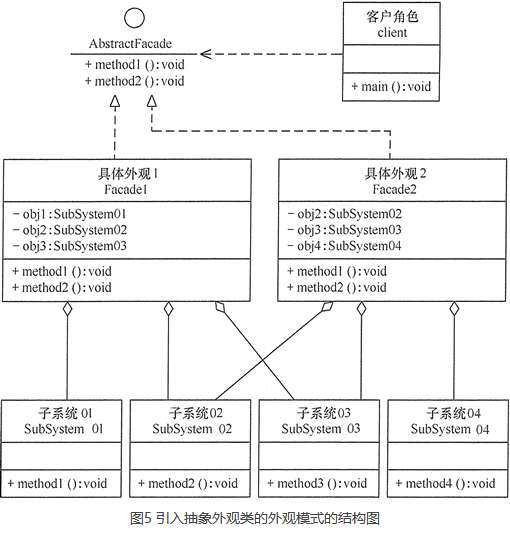 AbstractFacade
+ method1 ():void
+ method2 ():void
客户角色
client
+ main ():void
具体外观1
Facade1
- obj1:SubSystem01
- obj2:SubSystem02
- obj3:SubSystem03
+ method1 ():void
+ method2 ():void
具体外观2
Facade2
- obj2:SubSystem02
- obj3:SubSystem03
- obj4:SubSystem04
+ method1 ():void
+ method2 ():void
子系统01
SubSystem 01
+ method1 ():void
子系统02
SubSystem 02
+ method2 ():void
子系统03
SubSystem 03
+ method3 ():void
子系统04
SubSystem 04
+ method4 ():void
图5 引入抽象外观类的外观模式的结构图